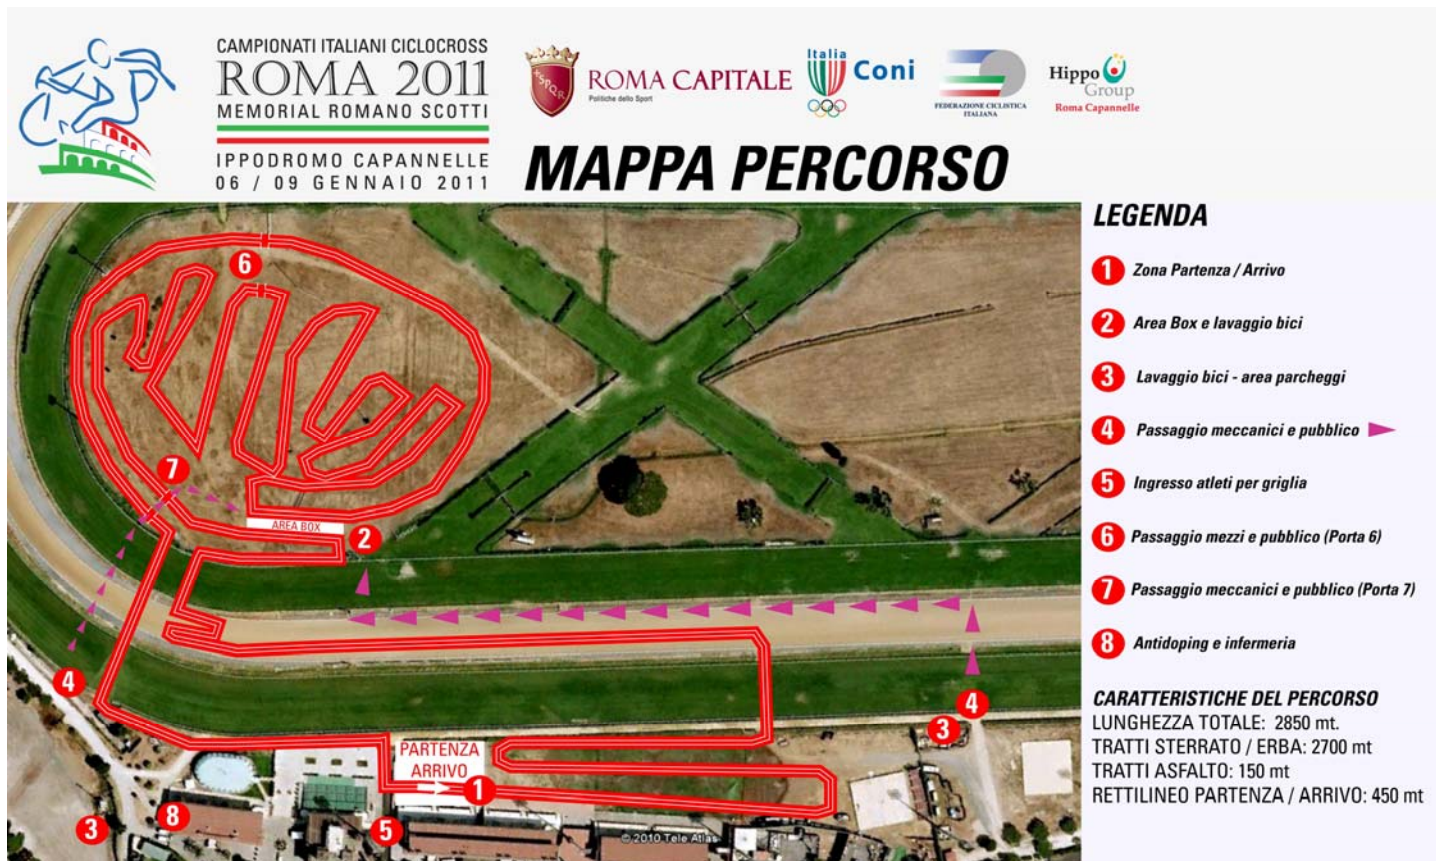 CAMPIONATI ITALIANI CICLOCROSS
ROMA 2011
MEMORIAL ROMANO SCOTTI
IPPODROMO CAPANNELLE
06 / 09 GENNAIO 2011
S.P.Q.R.
ROMA CAPITALE
Politiche dello Sport
Italia
Coni
FEDERAZIONE CICLISTICA
ITALIANA
Hippo
Group
Roma Capannelle
MAPPA PERCORSO
6
7
AREA BOX
2
4
4
3
PARTENZA
ARRIVO
1
8
3
5
© 2010 Tele Atlas
LEGENDA
1 Zona Partenza / Arrivo
2 Area Box e lavaggio bici
3 Lavaggio bici - area parcheggi
4 Passaggio meccanici e pubblico
5 Ingresso atleti per griglia
6 Passaggio mezzi e pubblico (Porta 6)
7 Passaggio meccanici e pubblico (Porta 7)
8 Antidoping e infermeria
CARATTERISTICHE DEL PERCORSO
LUNGHEZZA TOTALE: 2850 mt.
TRATTI STERRATO / ERBA: 2700 mt
TRATTI ASFALTO: 150 mt
RETTILINEO PARTENZA / ARRIVO: 450 mt